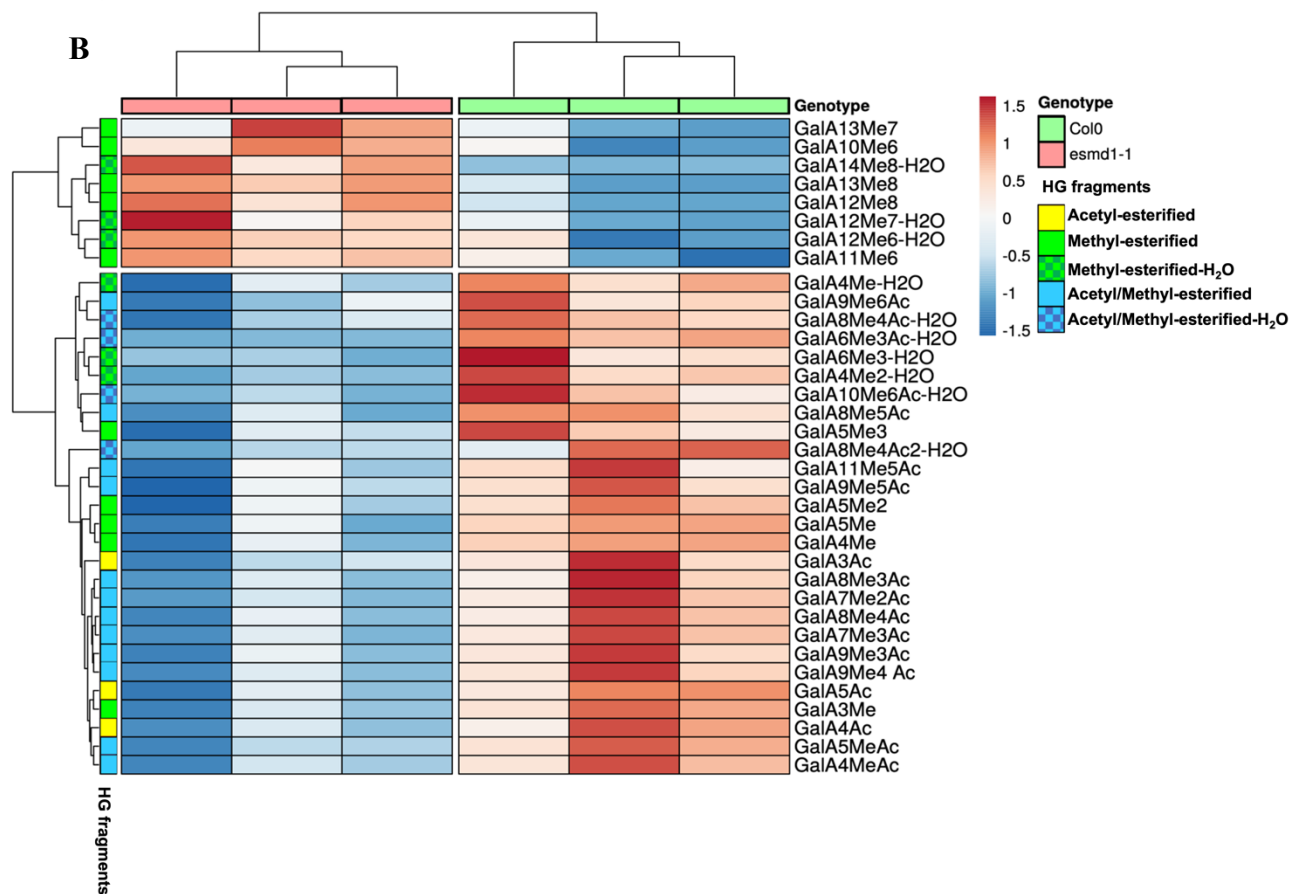 B
Genotype
GalA13Me7
GalA10Me6
GalA14Me8-H2O
GalA13Me8
GalA12Me8
GalA12Me7-H2O
GalA12Me6-H2O
GalA11Me6
GalA4Me-H2O
GalA9Me6Ac
GalA8Me4Ac-H2O
GalA6Me3Ac-H2O
GalA6Me3-H2O
GalA4Me2-H2O
GalA10Me6Ac-H2O
GalA8Me5Ac
GalA5Me3
GalA8Me4Ac2-H2O
GalA11Me5Ac
GalA9Me5Ac
GalA5Me2
GalA5Me
GalA4Me
GalA3Ac
GalA8Me3Ac
GalA7Me2Ac
GalA8Me4Ac
GalA7Me3Ac
GalA9Me3Ac
GalA9Me4 Ac
GalA5Ac
GalA3Me
GalA4Ac
GalA5MeAc
GalA4MeAc
HG fragments
1.5
1
0.5
0
-0.5
-1
-1.5
Genotype
Col0
esmd1-1
HG fragments
Acetyl-esterified
Methyl-esterified
Methyl-esterified-H₂O
Acetyl/Methyl-esterified
Acetyl/Methyl-esterified-H₂O